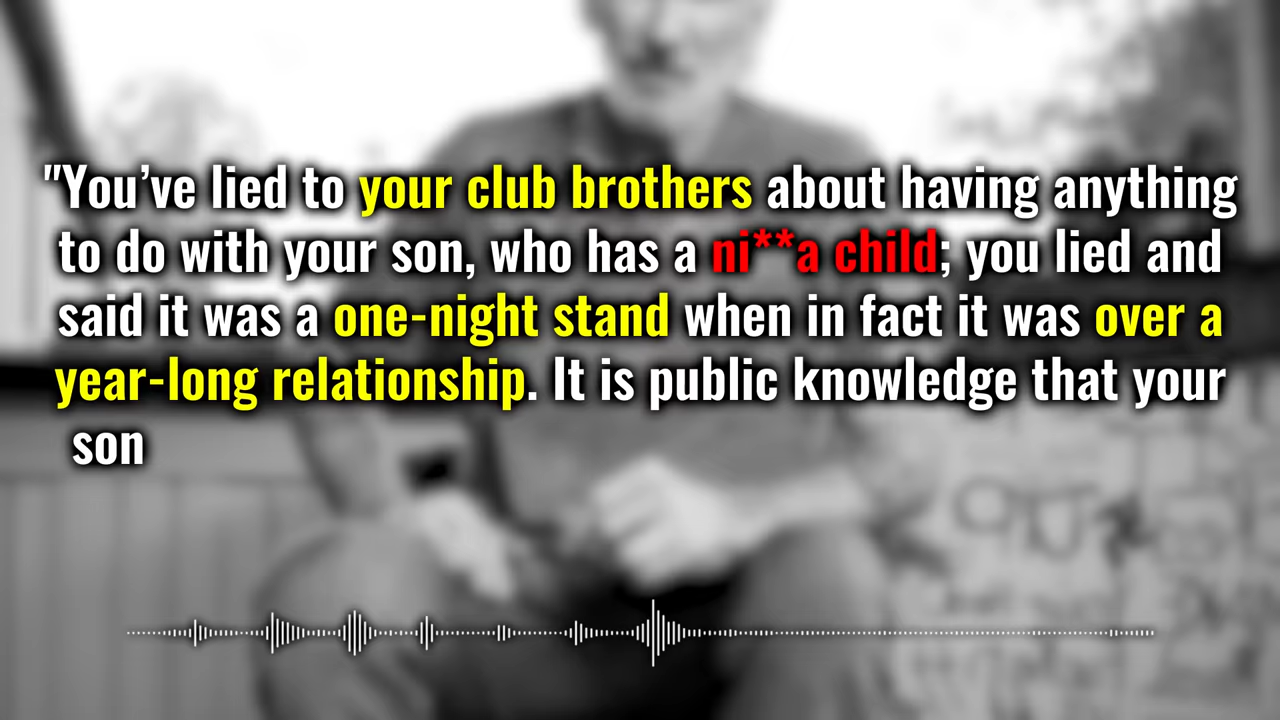 "You’ve lied to your club brothers about having anything
to do with your son, who has a ni**a child; you lied and
said it was a one-night stand when in fact it was over a
year-long relationship. It is public knowledge that your
son